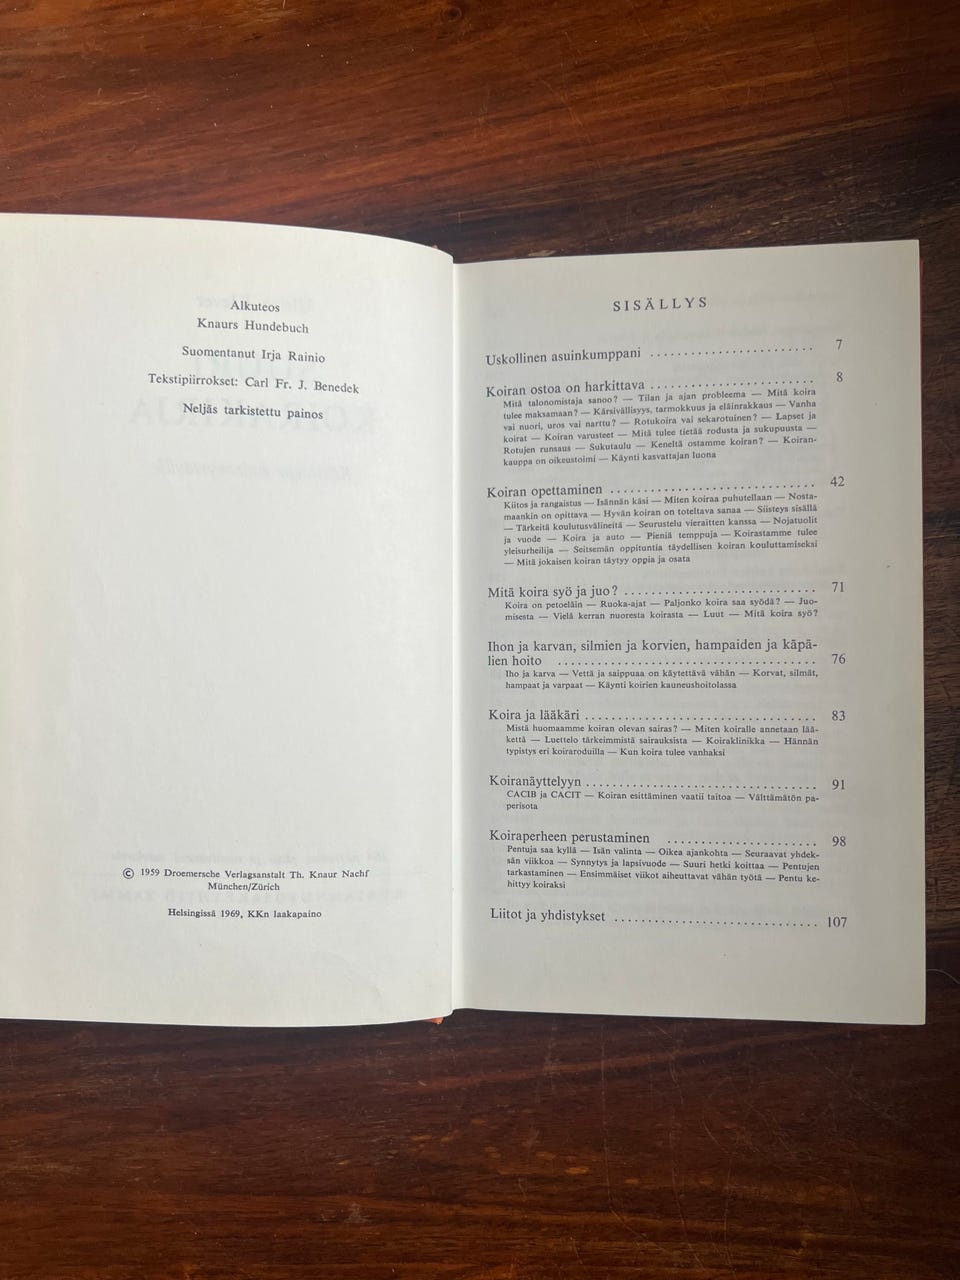 Alkuteos
Knaurs Hundebuch
Suomentanut Irja Rainio
Tekstipiirrokset: Carl Fr. J. Benedek
Neljäs tarkistettu painos
© 1959 Droemersche Verlagsanstalt Th. Knaur Nachf
München/Zürich
Helsingissä 1969, KKn laakapaino
SISÄLLYS
Uskollinen asuinkumppani . . . . . . . . . . . . . . . . . . . . . . . . 7
Koiran ostoa on harkittava . . . . . . . . . . . . . . . . . . . . . . . . 8
Mitä talonomistaja sanoo? — Tilan ja ajan probleema — Mitä koira
tulee maksamaan? — Kärsivällisyys, tarmokkuus ja eläinrakkaus — Vanha
vai nuori, uros vai narttu? — Rotukoira vai sekarotuinen? — Lapset ja
koirat — Koiran varusteet — Mitä tulee tietää rodusta ja sukupuusta —
Rotujen runsaus — Sukutaulu — Keneltä ostamme koiran? — Koiran-
kauppa on oikeustoimi — Käynti kasvattajan luona
Koiran opettaminen . . . . . . . . . . . . . . . . . . . . . . . . . . . . . . 42
Kiitos ja rangaistus — Isännän käsi — Miten koiraa puhutellaan — Nosta-
maankin on opittava — Hyvän koiran on toteltava sanaa — Siisteys sisällä
— Tärkeitä koulutusvälineitä — Seurustelu vieraitten kanssa — Nojatuolit
ja vuode — Koira ja auto — Pieniä temppuja — Koirastamme tulee
yleisurheilija — Seitsemän oppituntia täydellisen koiran kouluttamiseksi
— Mitä jokaisen koiran täytyy oppia ja osata
Mitä koira syö ja juo? . . . . . . . . . . . . . . . . . . . . . . . . . . . . 71
Koira on petoeläin — Ruoka-ajat — Paljonko koira saa syödä? — Juo-
misesta — Vielä kerran nuoresta koirasta — Luut — Mitä koira syö?
Ihon ja karvan, silmien ja korvien, hampaiden ja käpä-
lien hoito . . . . . . . . . . . . . . . . . . . . . . . . . . . . . . . . . . . . . 76
Iho ja karva — Vettä ja saippuaa on käytettävä vähän — Korvat, silmät,
hampaat ja varpaat — Käynti koirien kauneushoitolassa
Koira ja lääkäri . . . . . . . . . . . . . . . . . . . . . . . . . . . . . . . . . 83
Mistä huomaamme koiran olevan sairas? — Miten koiralle annetaan lää-
kettä — Luettelo tärkeimmistä sairauksista — Koiraklinikka — Hännän
typistys eri koiraroduilla — Kun koira tulee vanhaksi
Koiranäyttelyyn . . . . . . . . . . . . . . . . . . . . . . . . . . . . . . . . . 91
CACIB ja CACIT — Koiran esittäminen vaatii taitoa — Välttämätön pa-
perisota
Koiraperheen perustaminen . . . . . . . . . . . . . . . . . . . . . . 98
Pentuja saa kyllä — Isän valinta — Oikea ajankohta — Seuraavat yhdek-
sän viikkoa — Synnytys ja lapsivuode — Suuri hetki koittaa — Pentujen
tarkastaminen — Ensimmäiset viikot aiheuttavat vähän työtä — Pentu ke-
hittyy koiraksi
Liitot ja yhdistykset . . . . . . . . . . . . . . . . . . . . . . . . . . . . . 107